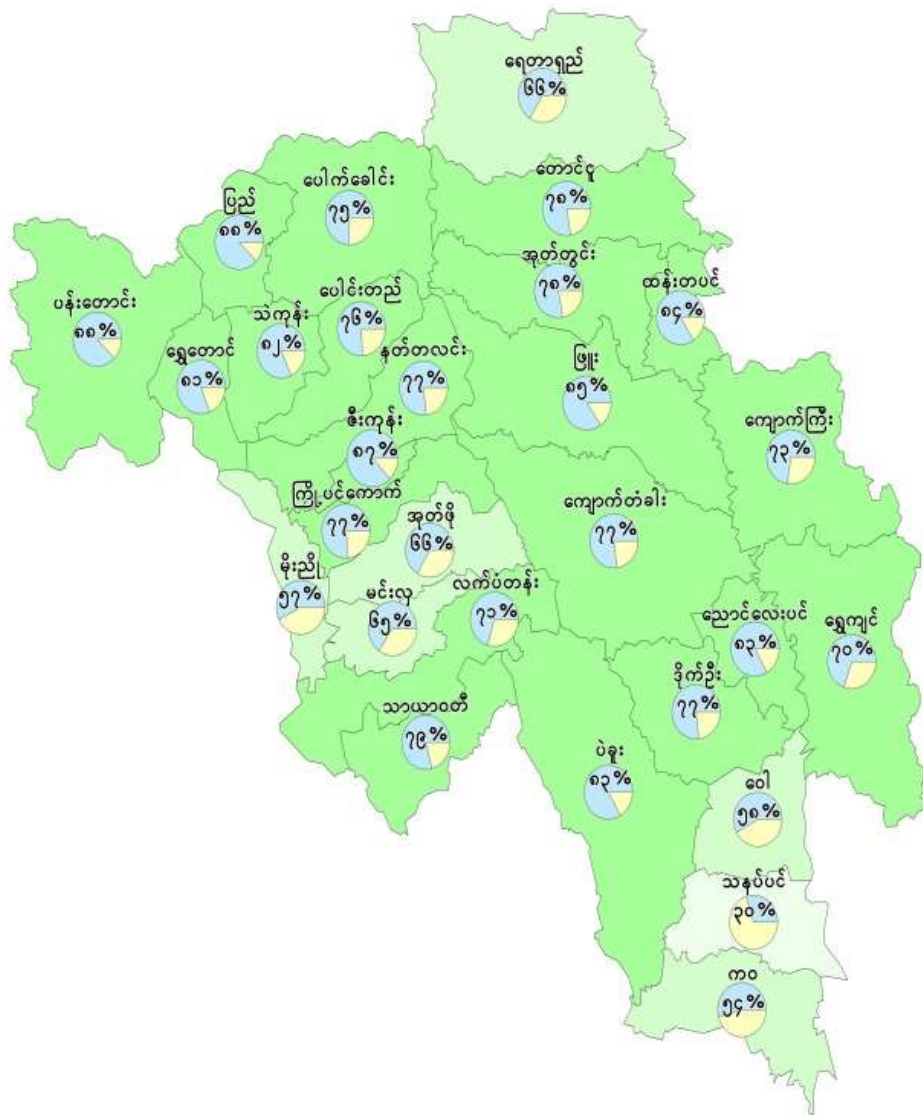 ရေတာရှည်
၆၆%
တောင်ငူ
၇၈%
ပေါက်ခေါင်း
၇၅%
ပြည်
၈၈%
အုတ်တွင်း
၇၈%
ထန်းတပင်
၈၄%
ပန်းတောင်း
၈၈%
ပေါင်းတည်
၇၆%
သဲကုန်း
၈၂%
ရွှေတောင်
၈၁%
နတ်တလင်း
၇၇%
ဖြူး
၈၅%
ကျောက်ကြီး
၇၃%
ဇီးကုန်း
၈၇%
ကြို့ပင်ကောက်
၇၇%
အုတ်ဖို
၆၆%
ကျောက်တံခါး
၇၇%
မိုးညို
၅၇%
မင်းလှ
၆၅%
လက်ပံတန်း
၇၁%
ညောင်လေးပင်
၈၃%
ရွှေကျင်
၇၀%
ဒိုက်ဦး
၇၇%
သာယာဝတီ
၇၉%
ပဲခူး
၈၃%
ဝေါ
၅၈%
သနပ်ပင်
၃၀%
ကဝ
၅၄%